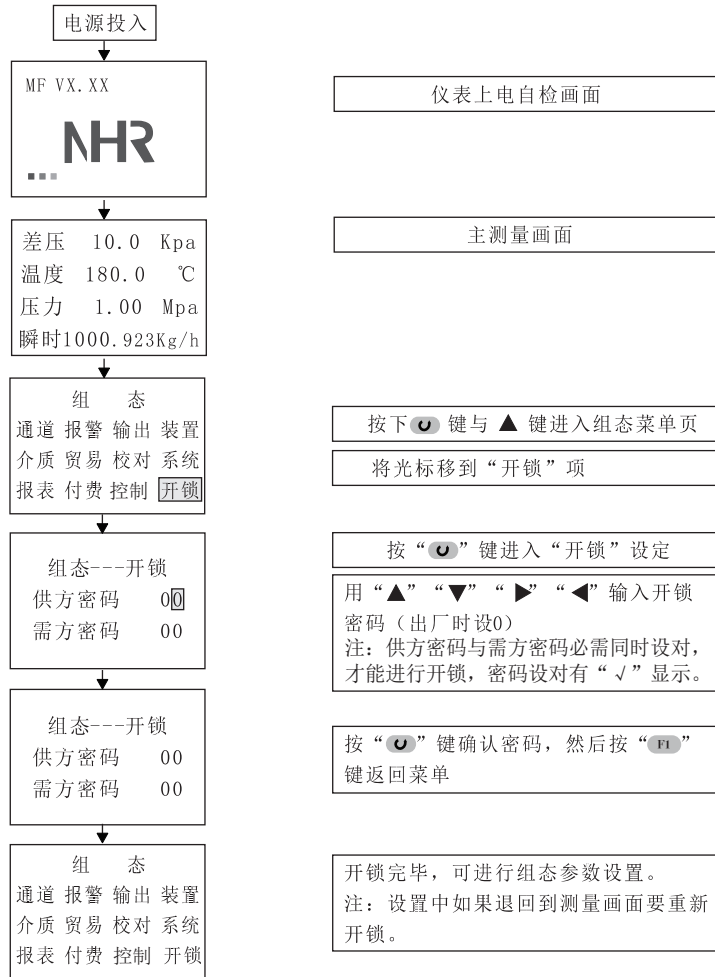 电源投入
MF VX.XX
NHR
仪表上电自检画面
差压 10.0 Kpa
温度 180.0 ℃
压力 1.00 Mpa
瞬时1000.923Kg/h
主测量画面
组 态
通道 报警 输出 装置
介质 贸易 校对 系统
报表 付费 控制 开锁
按下 键与 ▲ 键进入组态菜单页
将光标移到“开锁”项
组态---开锁
供方密码 00
需方密码 00
按“ ”键进入“开锁”设定
用“▲”“▼”“▶”“◀”输入开锁
密码（出厂时设0）
注：供方密码与需方密码必需同时设对，
才能进行开锁，密码设对有“√”显示。
组态---开锁
供方密码 00
需方密码 00
按“ ”键确认密码，然后按“F1”
键返回菜单
组 态
通道 报警 输出 装置
介质 贸易 校对 系统
报表 付费 控制 开锁
开锁完毕，可进行组态参数设置。
注：设置中如果退回到测量画面要重新
开锁。